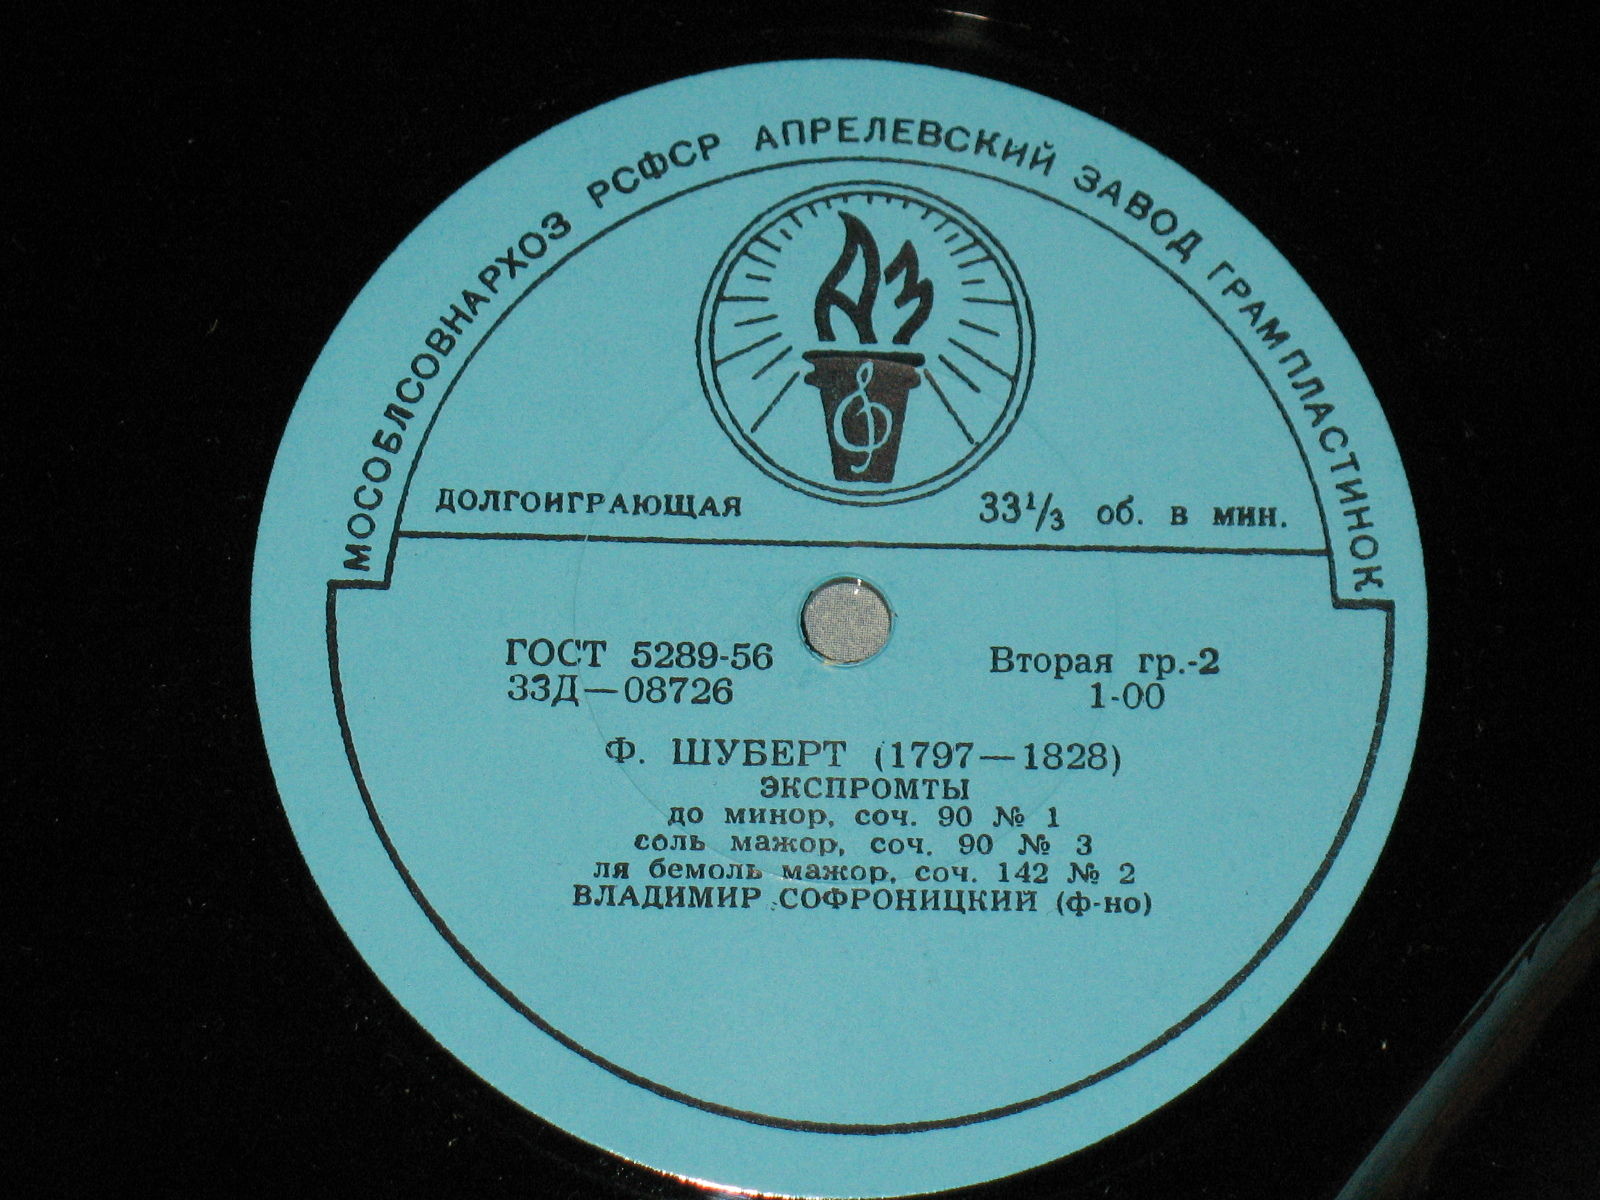 МОСОБЛСОВНАРХОЗ РСФСР АПРЕЛЕВСКИЙ ЗАВОД ГРАМПЛАСТИНОК
АЗ
ДОЛГОИГРАЮЩАЯ 33⅓ об. в мин.
ГОСТ 5289-56 Вторая гр.-2
33Д—08726 1-00
Ф. ШУБЕРТ (1797—1828)
ЭКСПРОМТЫ
до минор, соч. 90 № 1
соль мажор, соч. 90 № 3
ля бемоль мажор, соч. 142 № 2
ВЛАДИМИР СОФРОНИЦКИЙ (ф-но)